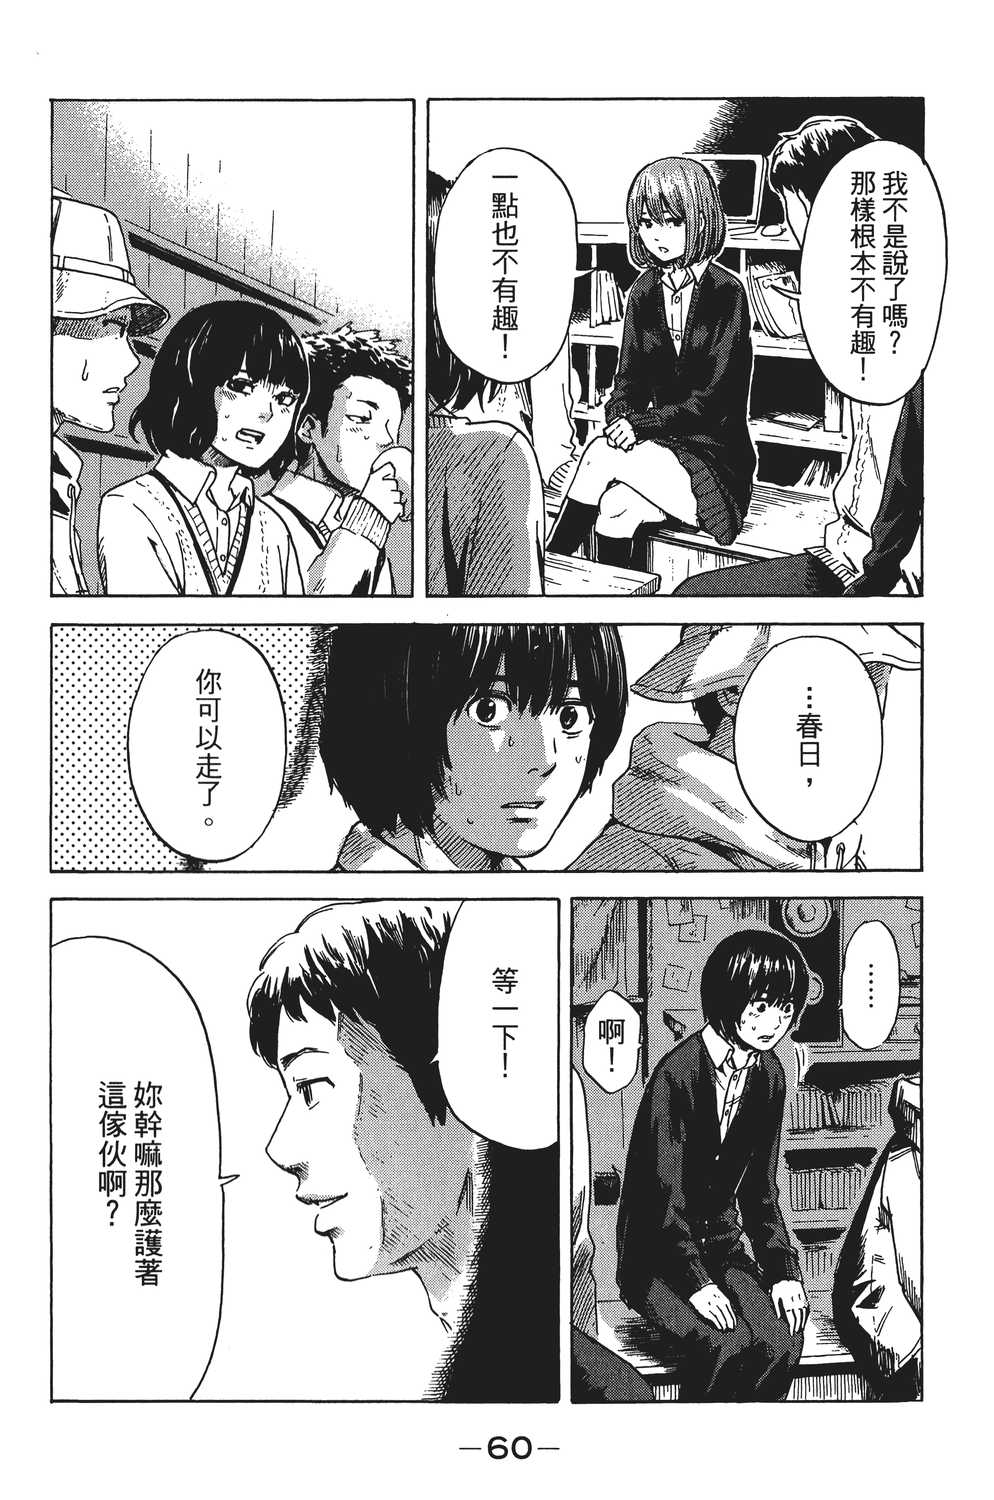 我不是說了嗎？
那樣根本不有趣！
一點也不有趣！
…春日，
你可以走了。
……
啊！
等一下！
妳幹嘛那麼護著
這傢伙啊？
—60—